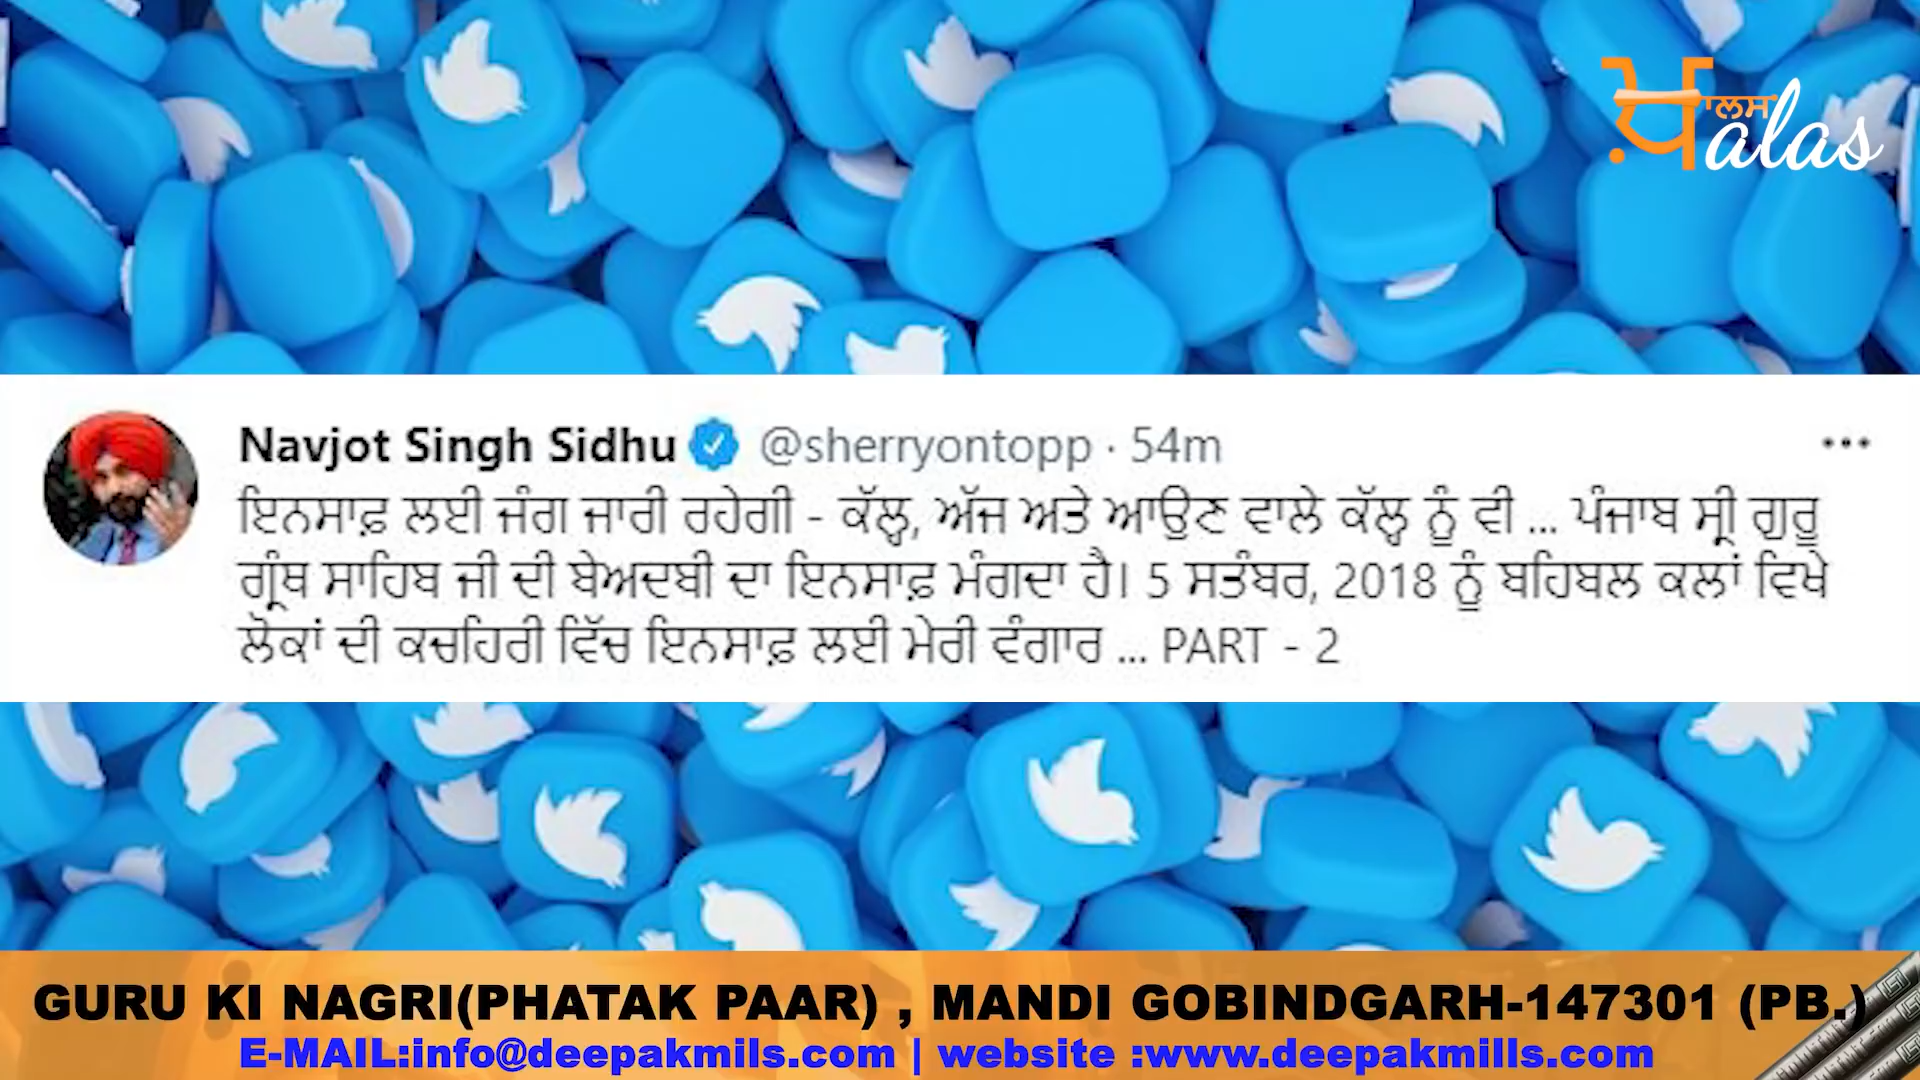 ਖ਼ਾਲਸ
alas
Navjot Singh Sidhu @sherryontopp · 54m
ਇਨਸਾਫ਼ ਲਈ ਜੰਗ ਜਾਰੀ ਰਹੇਗੀ - ਕੱਲ੍ਹ, ਅੱਜ ਅਤੇ ਆਉਣ ਵਾਲੇ ਕੱਲ੍ਹ ਨੂੰ ਵੀ ... ਪੰਜਾਬ ਸ੍ਰੀ ਗੁਰੂ
ਗ੍ਰੰਥ ਸਾਹਿਬ ਜੀ ਦੀ ਬੇਅਦਬੀ ਦਾ ਇਨਸਾਫ਼ ਮੰਗਦਾ ਹੈ। 5 ਸਤੰਬਰ, 2018 ਨੂੰ ਬਹਿਬਲ ਕਲਾਂ ਵਿਖੇ
ਲੋਕਾਂ ਦੀ ਕਚਹਿਰੀ ਵਿੱਚ ਇਨਸਾਫ਼ ਲਈ ਮੇਰੀ ਵੰਗਾਰ ... PART - 2
GURU KI NAGRI(PHATAK PAAR) , MANDI GOBINDGARH-147301 (PB.)
E-MAIL:info@deepakmils.com | website :www.deepakmills.com